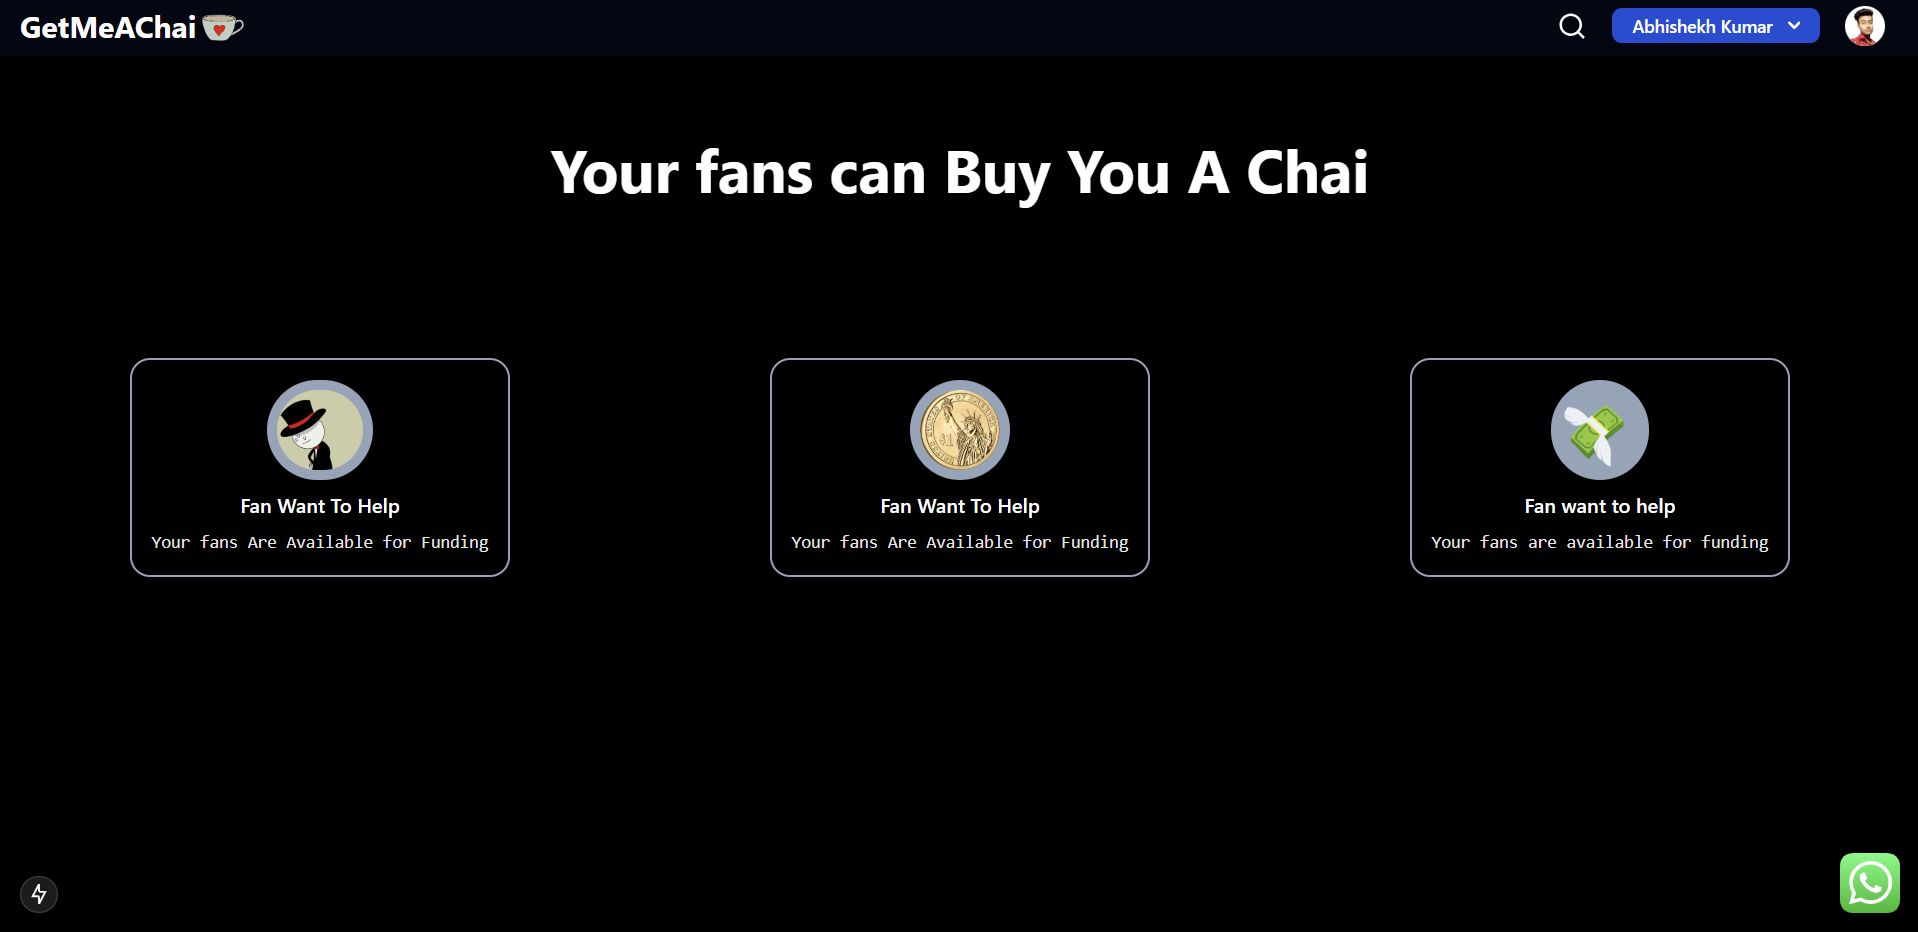 GetMeAChai
Abhishekh Kumar
Your fans can Buy You A Chai
Fan Want To Help
Your fans Are Available for Funding
$1
Fan Want To Help
Your fans Are Available for Funding
Fan want to help
Your fans are available for funding